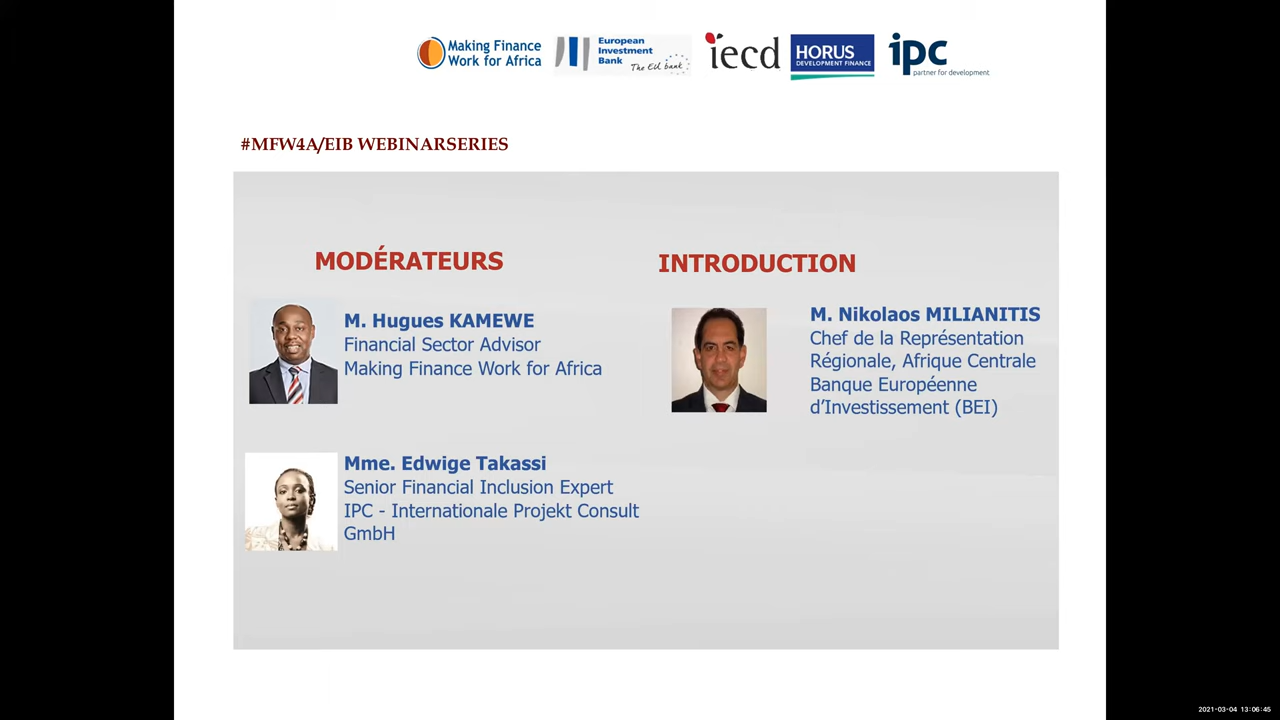 Making Finance
Work for Africa
European
Investment
Bank
The EU bank
iecd
HORUS
DEVELOPMENT FINANCE
ipc
partner for development
#MFW4A/EIB WEBINARSERIES
MODÉRATEURS
M. Hugues KAMEWE
Financial Sector Advisor
Making Finance Work for Africa
Mme. Edwige Takassi
Senior Financial Inclusion Expert
IPC - Internationale Projekt Consult
GmbH
INTRODUCTION
M. Nikolaos MILIANITIS
Chef de la Représentation
Régionale, Afrique Centrale
Banque Européenne
d’Investissement (BEI)
2021-03-04 13:06:45